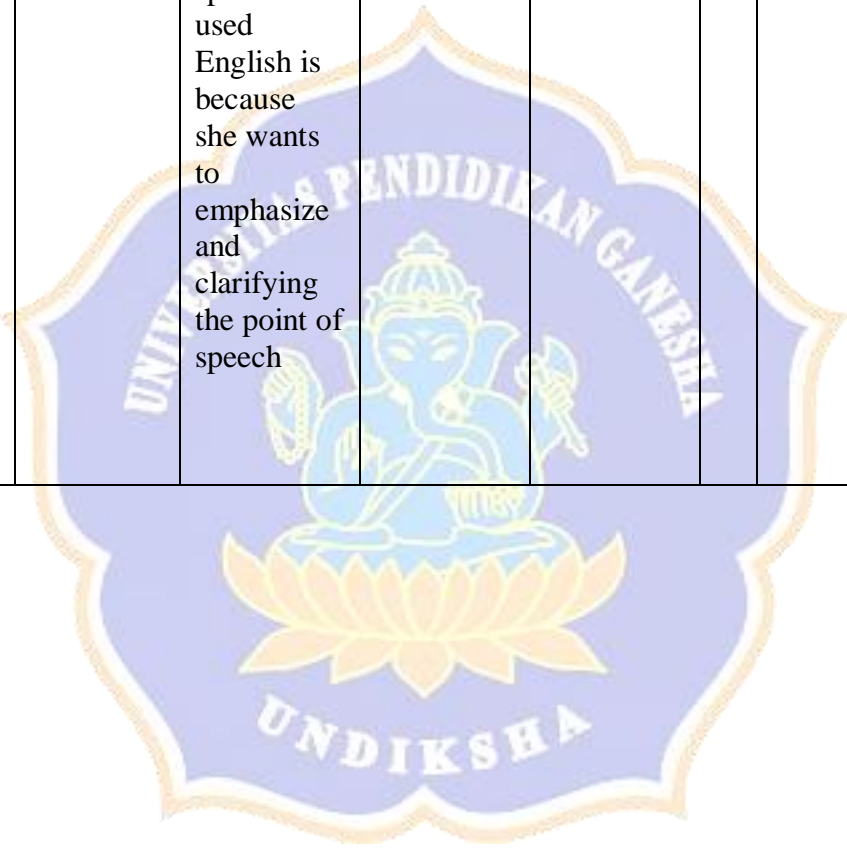 used
English is
because
she wants
to
emphasize
and
clarifying
the point of
speech
UNIVERSITAS PENDIDIKAN GANESHA
UNDIKSHA